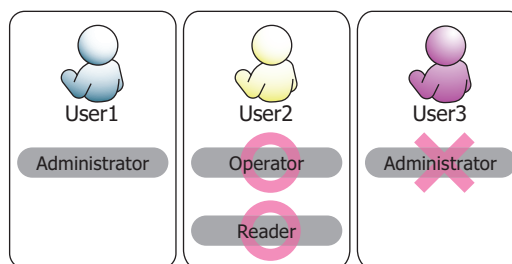 User1
Administrator
User2
Operator
Reader
User3
Administrator